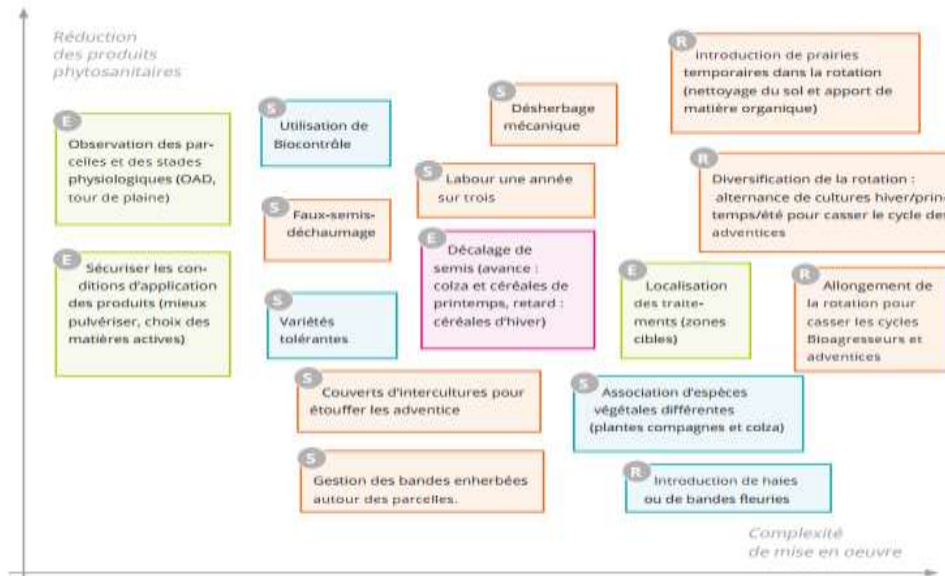 Réduction
des produits
phytosanitaires
E
Observation des par-
celles et des stades
physiologiques (OAD,
tour de plaine)
E
Sécuriser les con-
ditions d'application
des produits (mieux
pulvériser, choix des
matières actives)
S
Utilisation de
Biocontrôle
S
Faux-semis-
déchaumage
S
Variétés
tolérantes
S
Couverts d'intercultures pour
étouffer les adventice
S
Gestion des bandes enherbées
autour des parcelles.
S
Désherbage
mécanique
S
Labour une année
sur trois
E
Décalage de
semis (avance :
colza et céréales de
printemps, retard :
céréales d'hiver)
R
Introduction de prairies
temporaires dans la rotation
(nettoyage du sol et apport de
matière organique)
R
Diversification de la rotation :
alternance de cultures hiver/prin-
temps/été pour casser le cycle des
adventices
E
Localisation
des traite-
ments (zones
cibles)
R
Allongement de
la rotation pour
casser les cycles
Bioagresseurs et
adventices
S
Association d'espèces
végétales différentes
(plantes compagnes et colza)
R
Introduction de haies
ou de bandes fleuries
Complexité
de mise en oeuvre